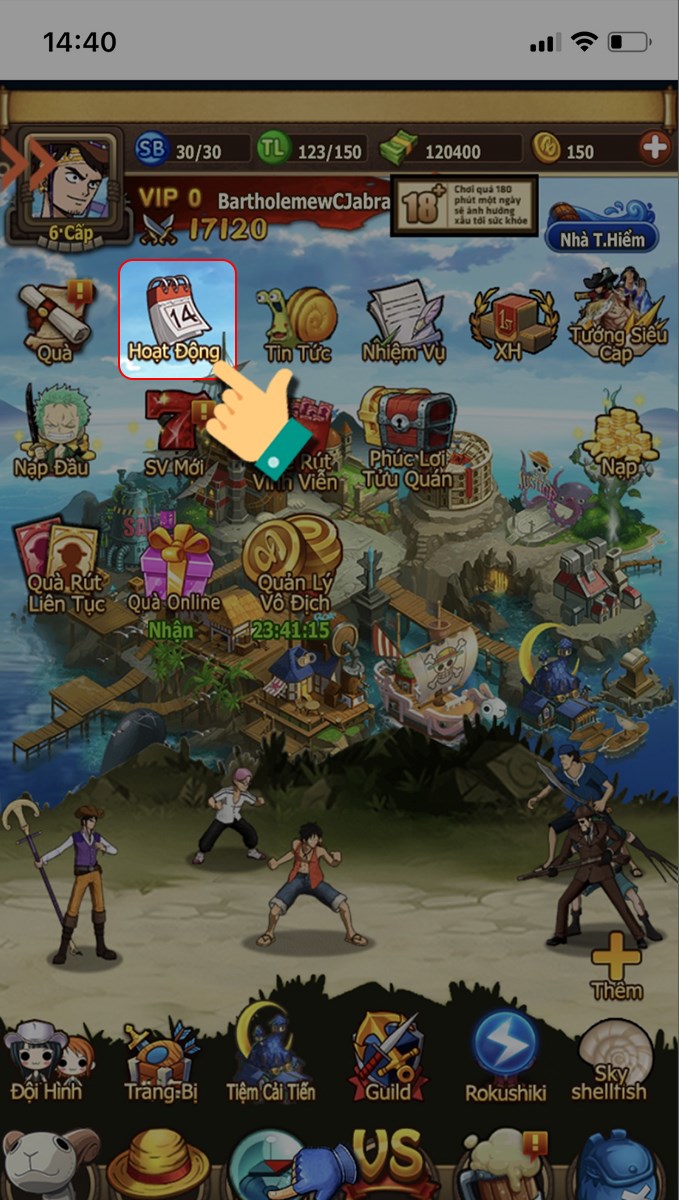 14:40
SB 30/30 TL 123/150 120400 150
6 Cấp
VIP 0 BartholemewCJabra
17120
18+
Chơi quá 180
phút một ngày
sẽ ảnh hưởng
xấu tới sức khỏe
Nhà T.Hiểm
14
1ST
Quà Hoạt Động Tin Tức Nhiệm Vụ XH Tướng Siêu
Cấp
7
Nạp Đầu SV Mới Rút
Vĩnh Viễn Phúc Lợi
Tửu Quán Nạp
Quà Rút
Liên Tục Quà Online Quản Lý
Vô Địch
Nhận 23:41:15
Thêm
Đội Hình Trang Bị Tiệm Cải Tiến Guild Rokushiki Sky
shellfish
VS